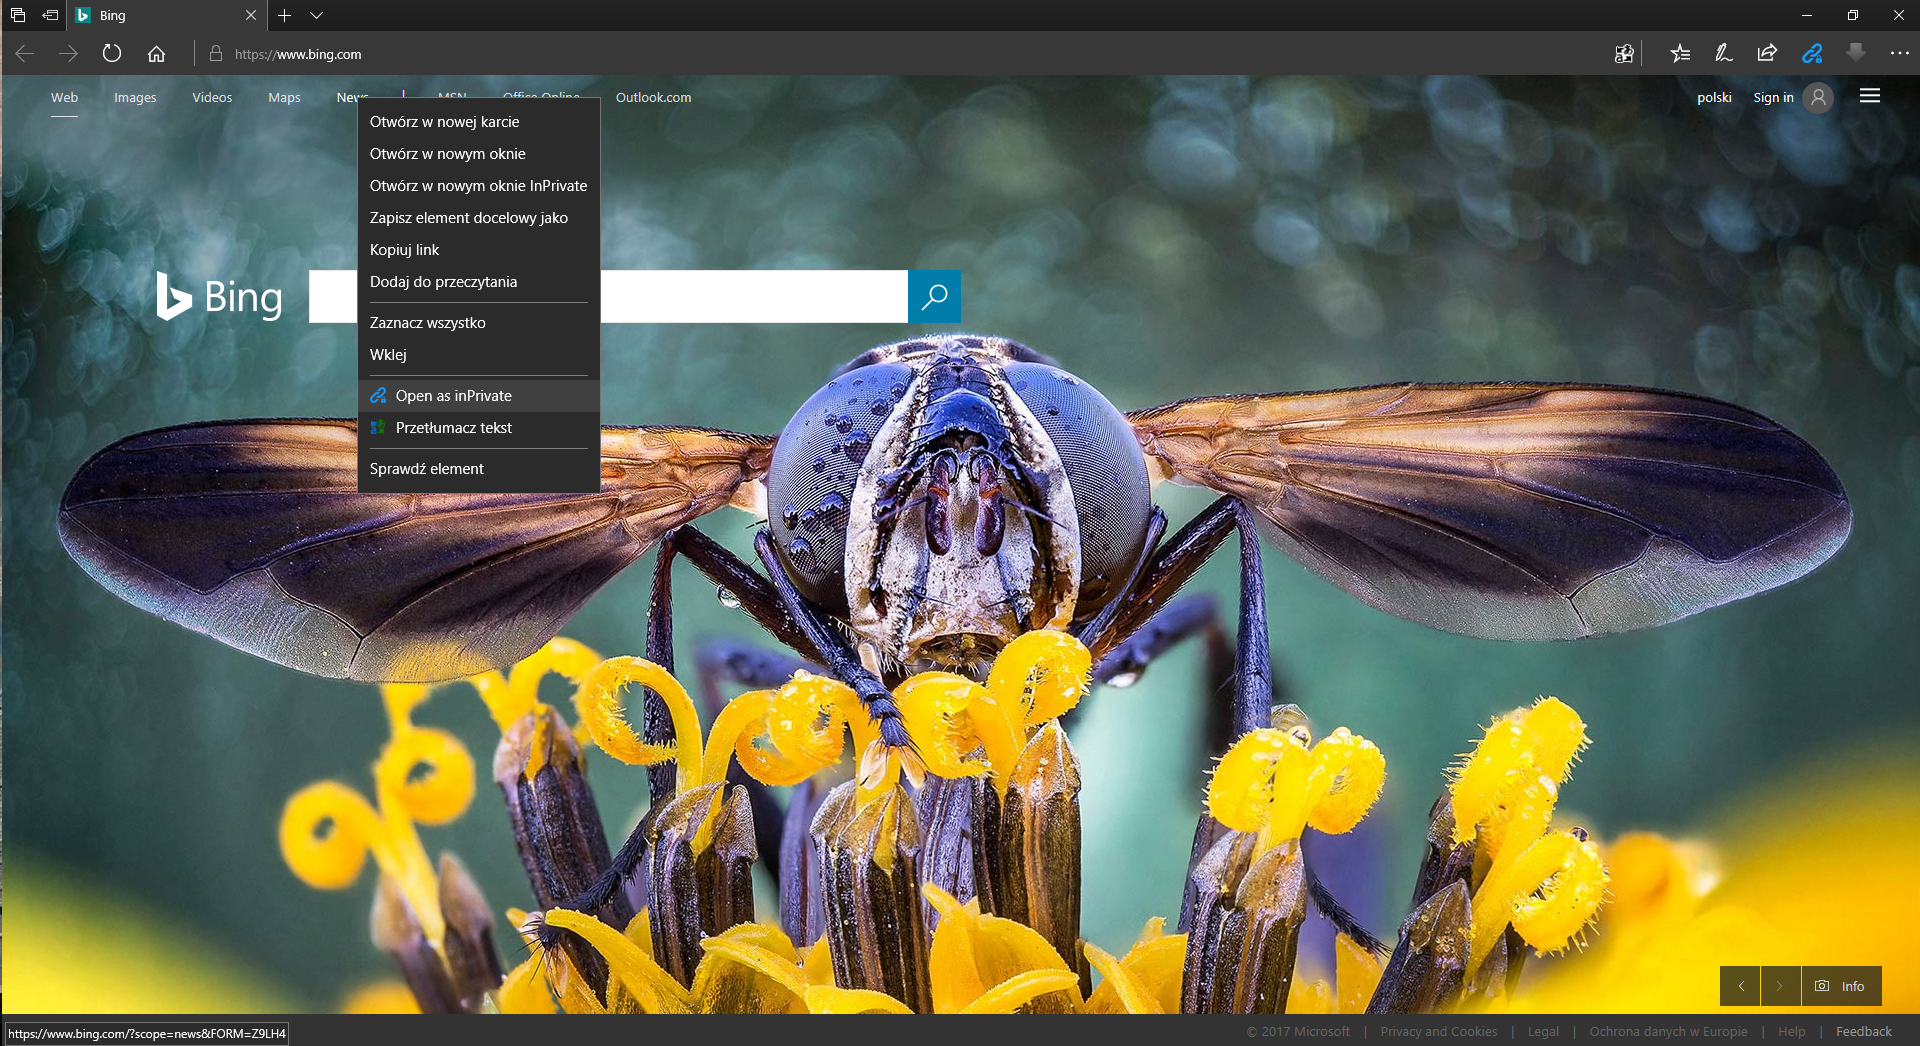 Bing
https://www.bing.com
Web Images Videos Maps News | MSN Office Online Outlook.com
polski Sign in
Otwórz w nowej karcie
Otwórz w nowym oknie
Otwórz w nowym oknie InPrivate
Zapisz element docelowy jako
Kopiuj link
Dodaj do przeczytania
Bing
Zaznacz wszystko
Wklej
Open as inPrivate
Przetłumacz tekst
Sprawdź element
Info
https://www.bing.com/?scope=news&FORM=Z9LH4
© 2017 Microsoft | Privacy and Cookies | Legal | Ochrona danych w Europie | Help | Feedback